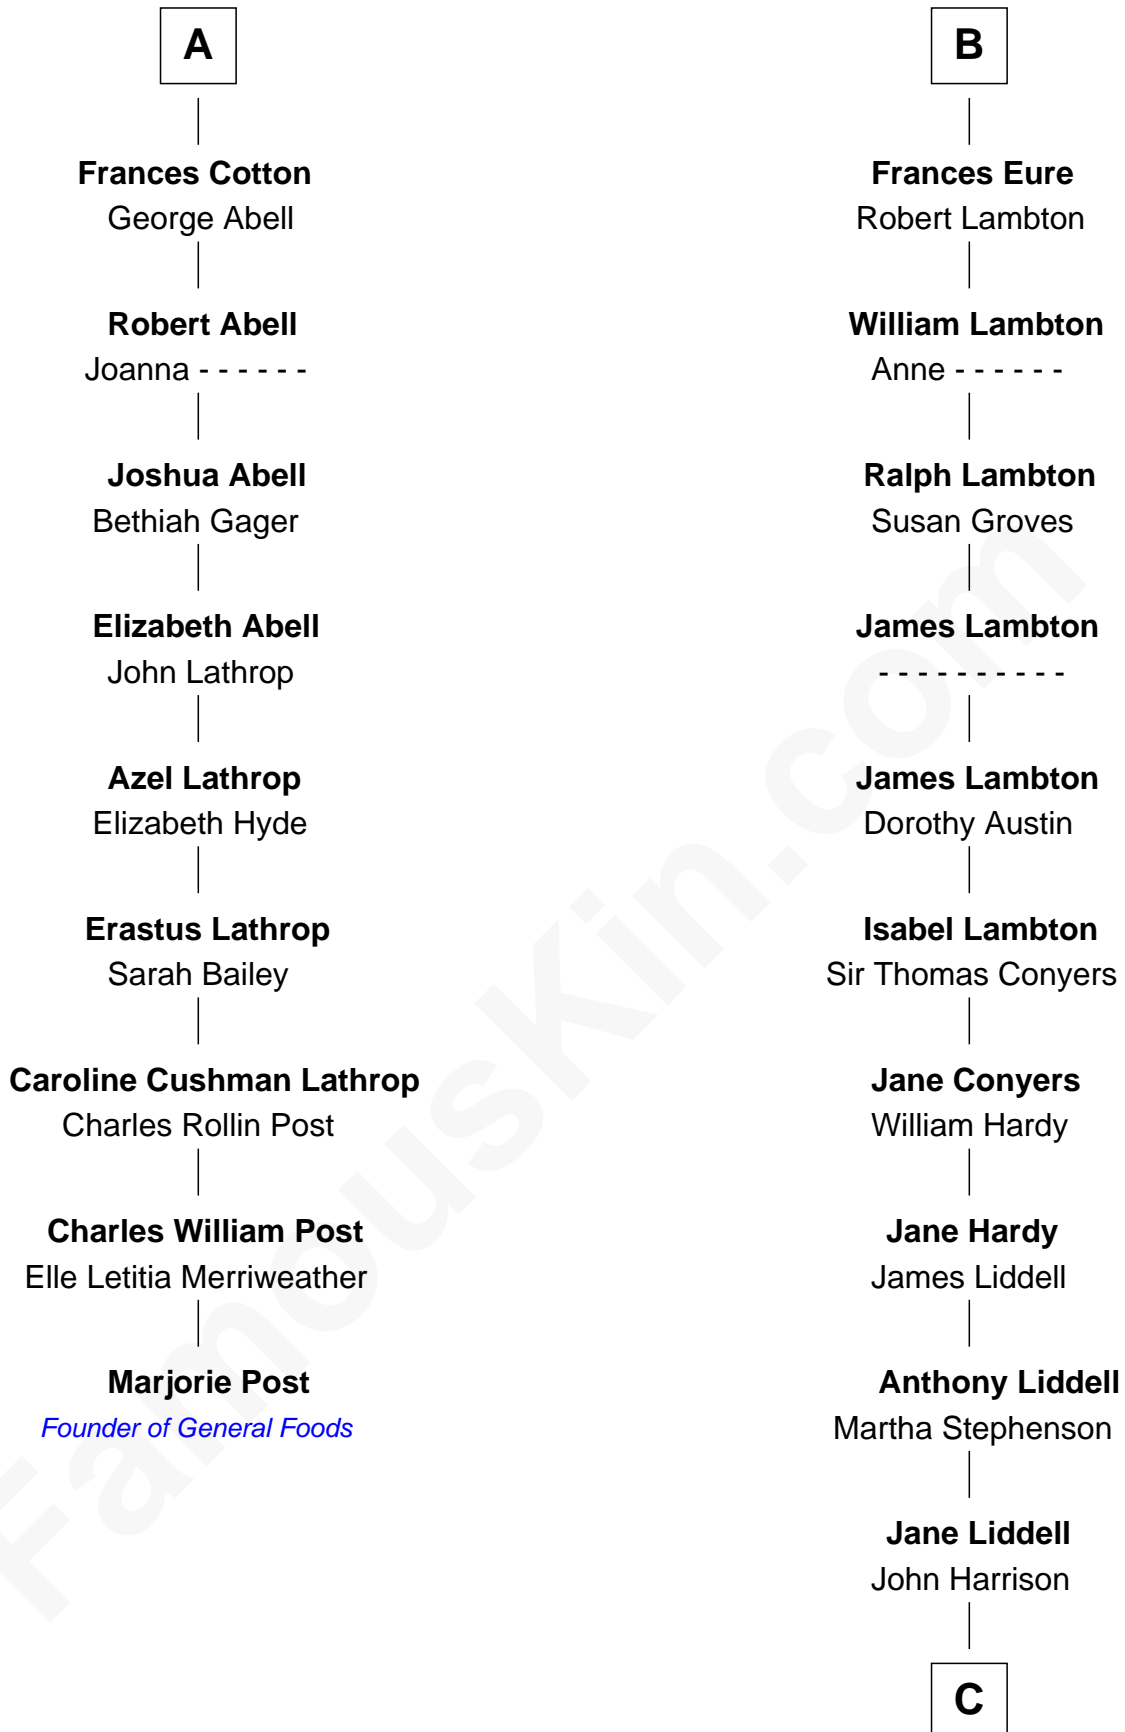 A
Frances Cotton
George Abell
Robert Abell
Joanna - - - - - -
Joshua Abell
Bethiah Gager
Elizabeth Abell
John Lathrop
Azel Lathrop
Elizabeth Hyde
Erastus Lathrop
Sarah Bailey
Caroline Cushman Lathrop
Charles Rollin Post
Charles William Post
Elle Letitia Merriweather
Marjorie Post
Founder of General Foods
B
Frances Eure
Robert Lambton
William Lambton
Anne - - - - - -
Ralph Lambton
Susan Groves
James Lambton
- - - - - - - - - -
James Lambton
Dorothy Austin
Isabel Lambton
Sir Thomas Conyers
Jane Conyers
William Hardy
Jane Hardy
James Liddell
Anthony Liddell
Martha Stephenson
Jane Liddell
John Harrison
C
FamousKin.com